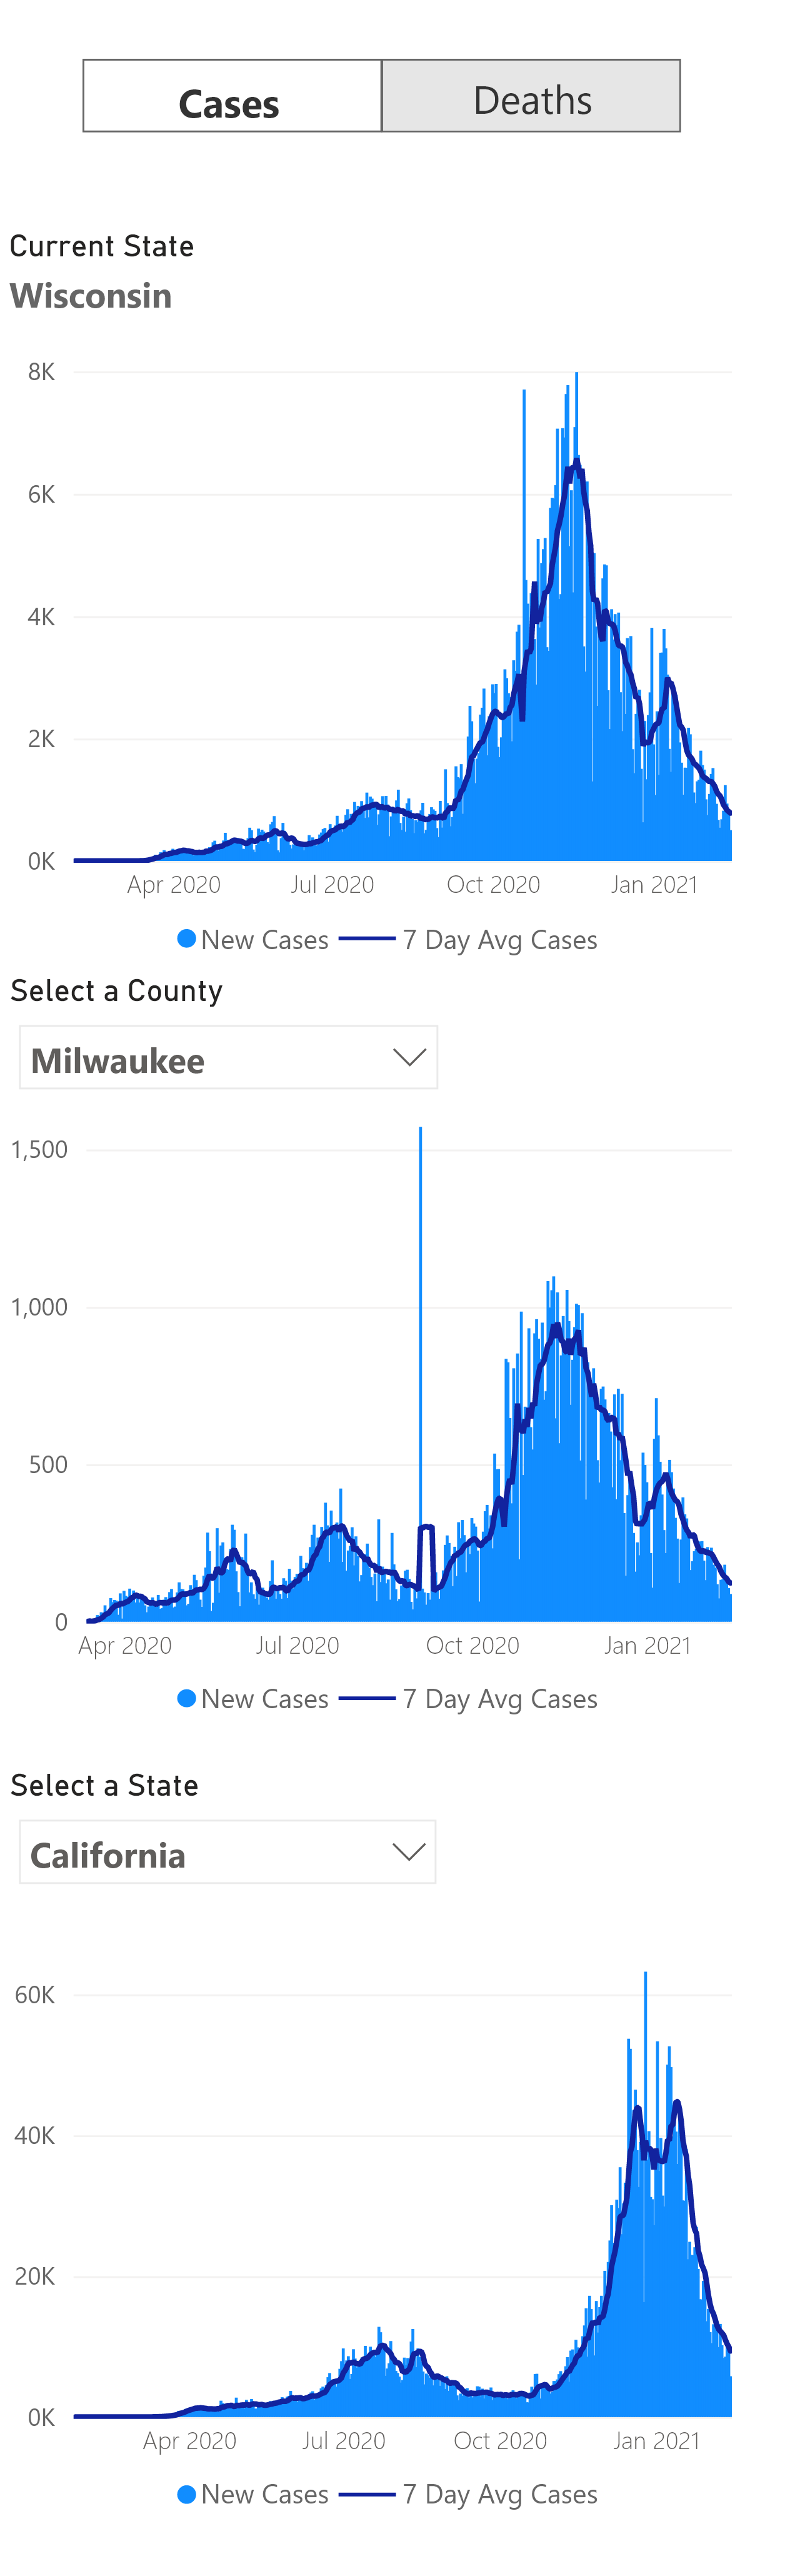 Cases Deaths
Current State
Wisconsin
8K
6K
4K
2K
0K
Apr 2020 Jul 2020 Oct 2020 Jan 2021
New Cases 7 Day Avg Cases
Select a County
Milwaukee
1,500
1,000
500
0
Apr 2020 Jul 2020 Oct 2020 Jan 2021
New Cases 7 Day Avg Cases
Select a State
California
60K
40K
20K
0K
Apr 2020 Jul 2020 Oct 2020 Jan 2021
New Cases 7 Day Avg Cases